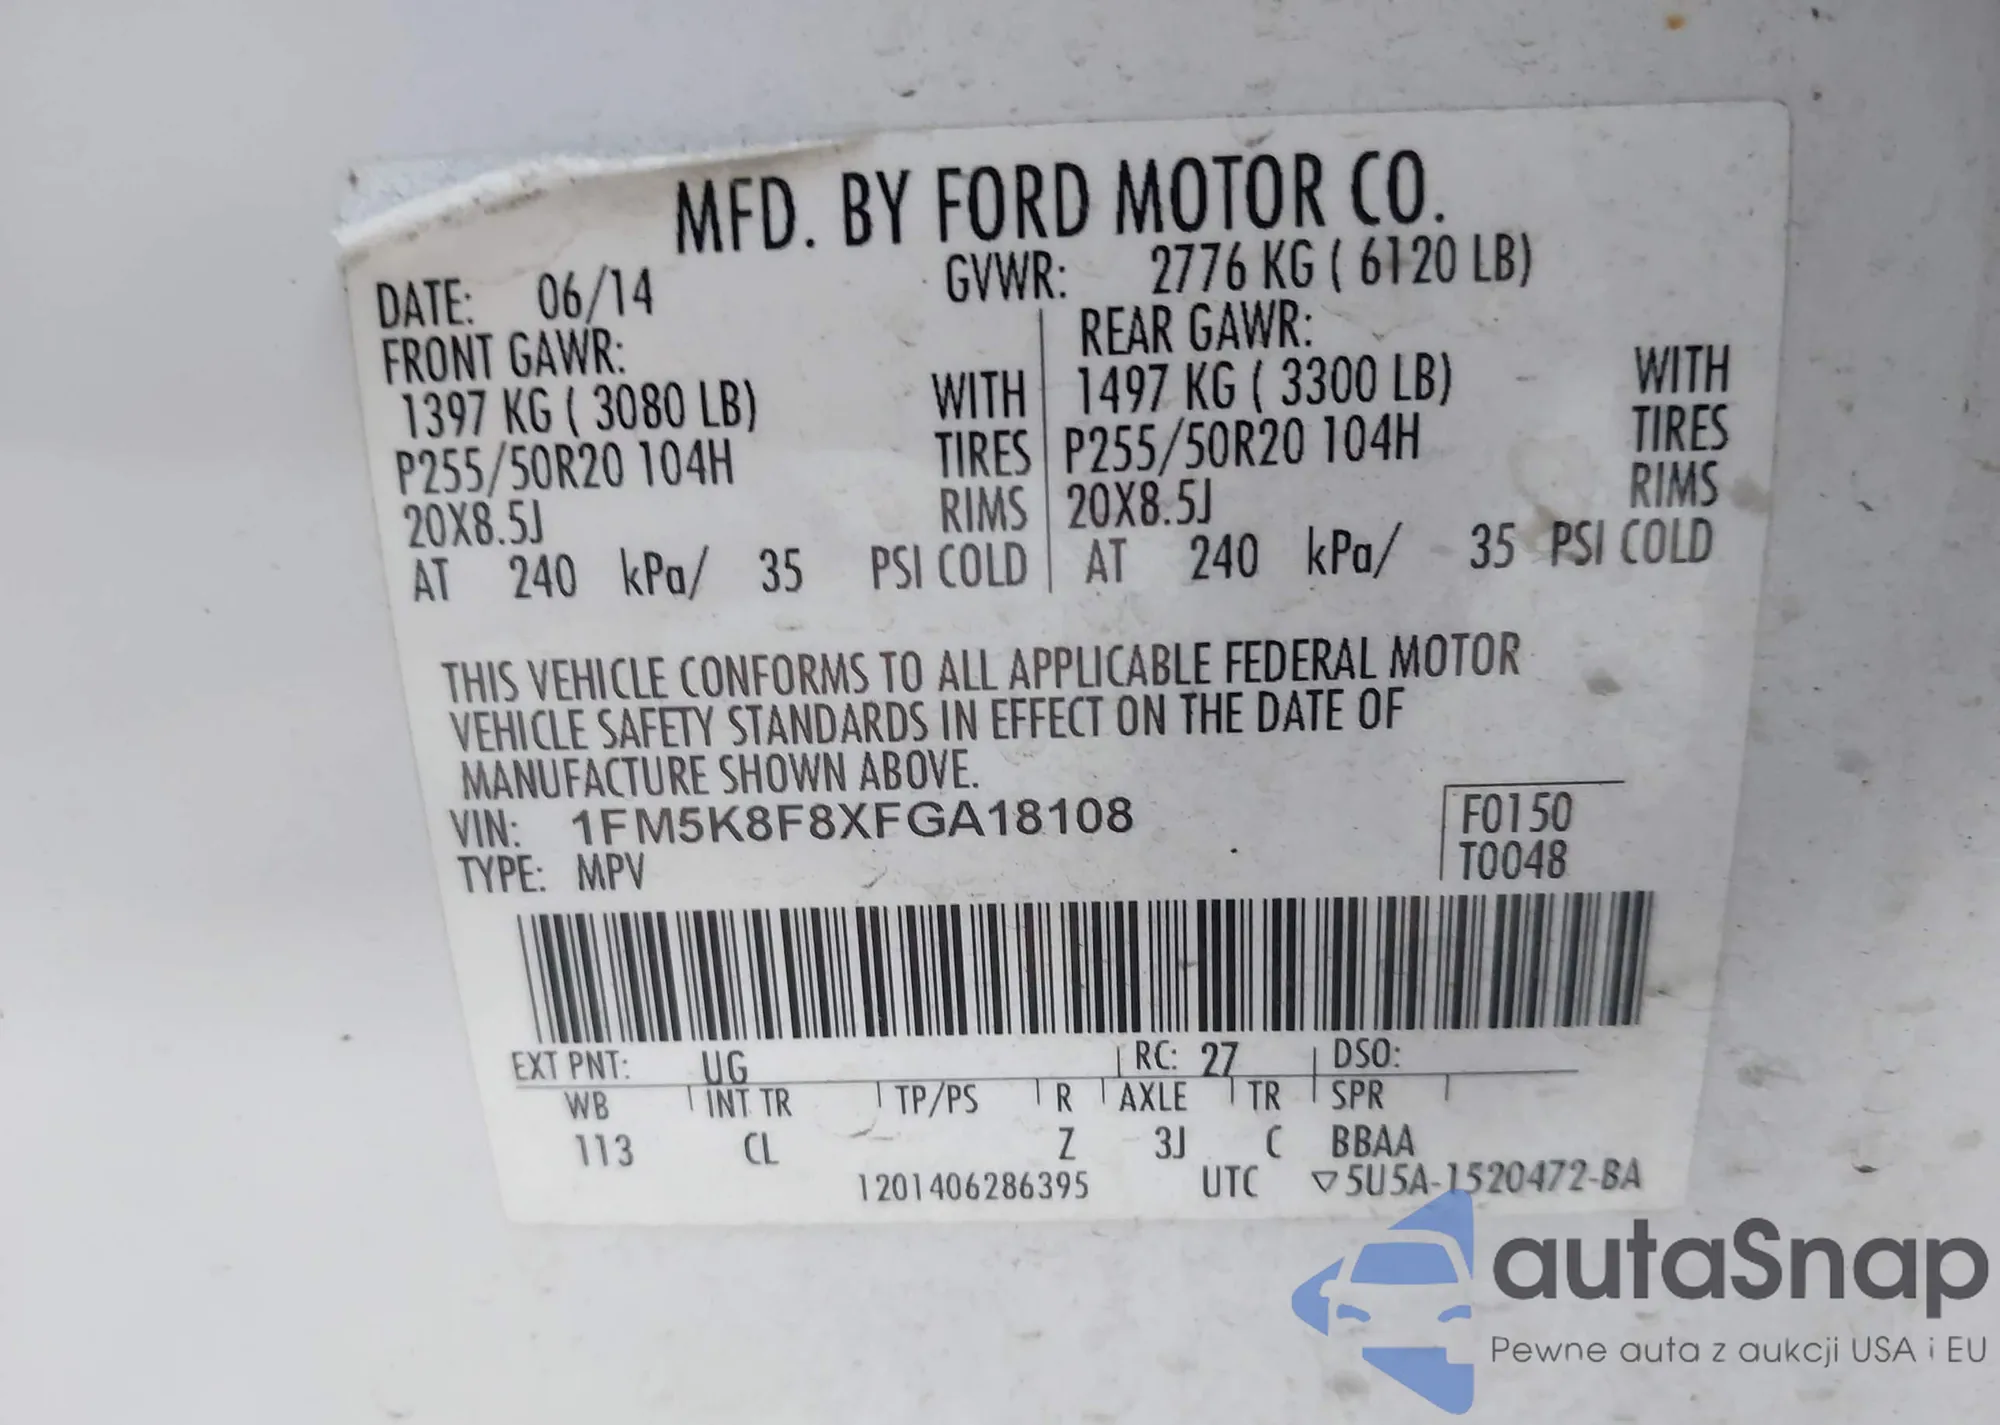 MFD. BY FORD MOTOR CO.
DATE: 06/14 GVWR: 2776 KG ( 6120 LB)
FRONT GAWR: REAR GAWR:
1397 KG ( 3080 LB) WITH 1497 KG ( 3300 LB) WITH
P255/50R20 104H TIRES P255/50R20 104H TIRES
20X8.5J RIMS 20X8.5J RIMS
AT 240 kPa/ 35 PSI COLD AT 240 kPa/ 35 PSI COLD
THIS VEHICLE CONFORMS TO ALL APPLICABLE FEDERAL MOTOR
VEHICLE SAFETY STANDARDS IN EFFECT ON THE DATE OF
MANUFACTURE SHOWN ABOVE.
VIN: 1FM5K8F8XFGA18108 F0150
TYPE: MPV T0048
EXT PNT: UG RC: 27 DSO:
WB INT TR TP/PS R AXLE TR SPR
113 CL Z 3J C BBAA
1201406286395 UTC ▽5U5A-1520472-BA
autaSnap
Pewne auta z aukcji USA i EU